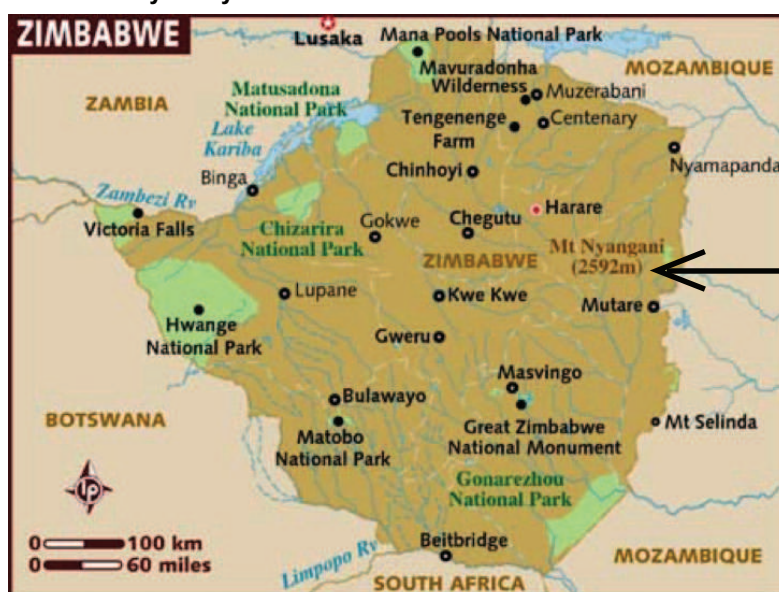 ZIMBABWE
Lusaka
Mana Pools National Park
Mavuradonha
Wilderness
MOZAMBIQUE
Muzerabani
ZAMBIA
Matusadona
National Park
Tengenenge
Farm
Centenary
Lake
Kariba
Nyamapanda
Chinhoyi
Binga
Zambezi Rv
Victoria Falls
Harare
Chegutu
Gokwe
Chizarira
National Park
Mt Nyangani
(2592m)
ZIMBABWE
Lupane
Kwe Kwe
Mutare
Hwange
National Park
Gweru
Masvingo
Bulawayo
BOTSWANA
Matobo
National Park
Great Zimbabwe
National Monument
Mt Selinda
Gonarezhou
National Park
lp
0 100 km
0 60 miles
Beitbridge
Limpopo Rv
MOZAMBIQUE
SOUTH AFRICA